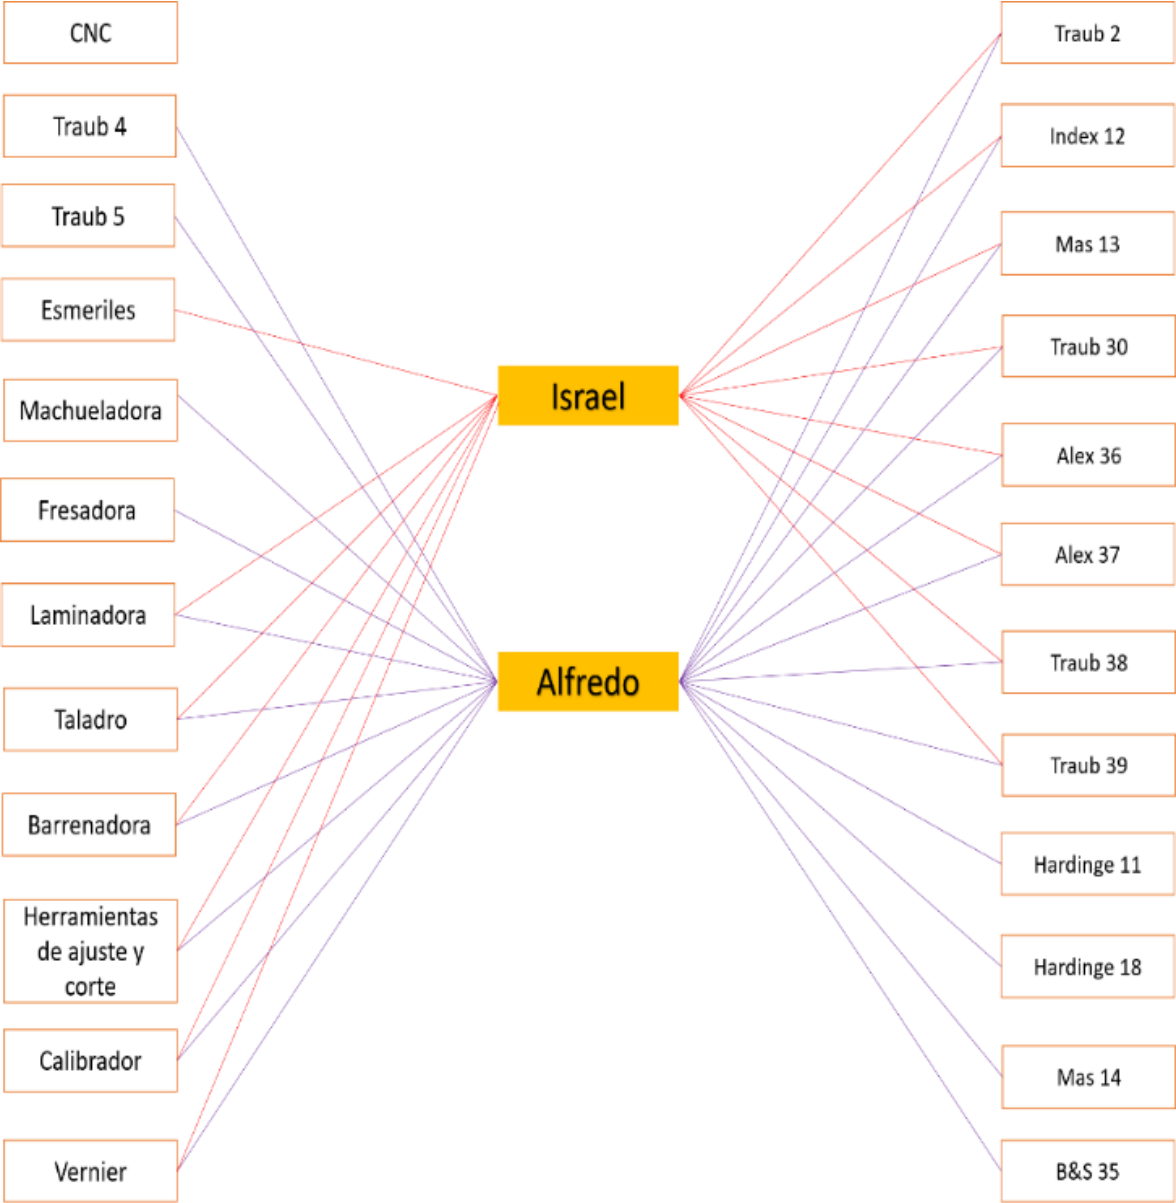 CNC
Traub 4
Traub 5
Esmeriles
Machueladora
Fresadora
Laminadora
Taladro
Barrenadora
Herramientas
de ajuste y
corte
Calibrador
Vernier
Israel
Alfredo
Traub 2
Index 12
Mas 13
Traub 30
Alex 36
Alex 37
Traub 38
Traub 39
Hardinge 11
Hardinge 18
Mas 14
B&S 35